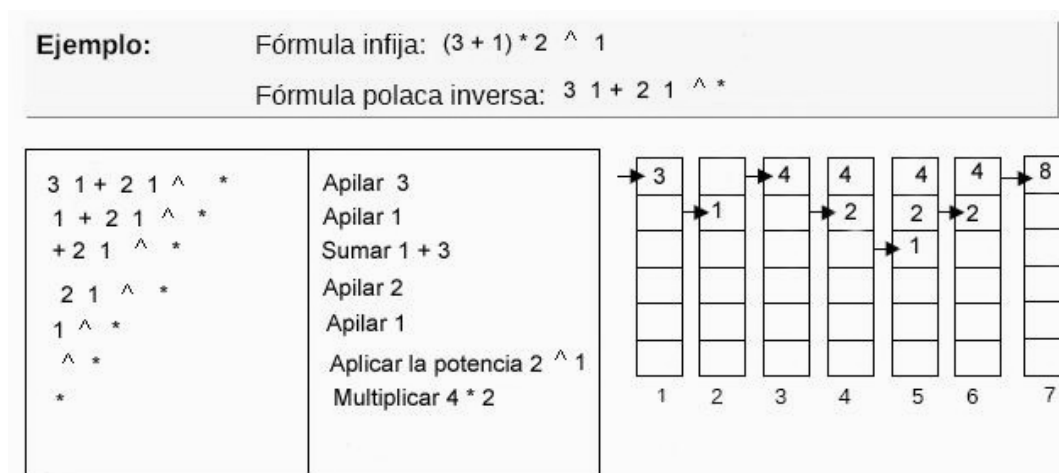 Ejemplo: Fórmula infija: (3 + 1) * 2 ^ 1
Fórmula polaca inversa: 3 1 + 2 1 ^ *
3 1 + 2 1 ^ * Apilar 3
1 + 2 1 ^ * Apilar 1
+ 2 1 ^ * Sumar 1 + 3
2 1 ^ * Apilar 2
1 ^ * Apilar 1
^ * Aplicar la potencia 2 ^ 1
* Multiplicar 4 * 2
3 4 4 4 4 8
1 2 2 2
1
1 2 3 4 5 6 7